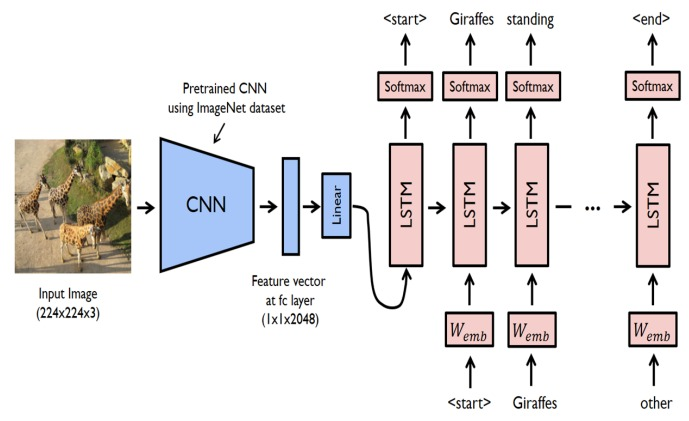 <start> Giraffes standing <end>
Softmax Softmax Softmax Softmax
Pretrained CNN
using ImageNet dataset
CNN
Linear
LSTM LSTM LSTM ... LSTM
Feature vector
at fc layer
(1x1x2048)
Input Image
(224x224x3)
W_emb W_emb W_emb
<start> Giraffes other